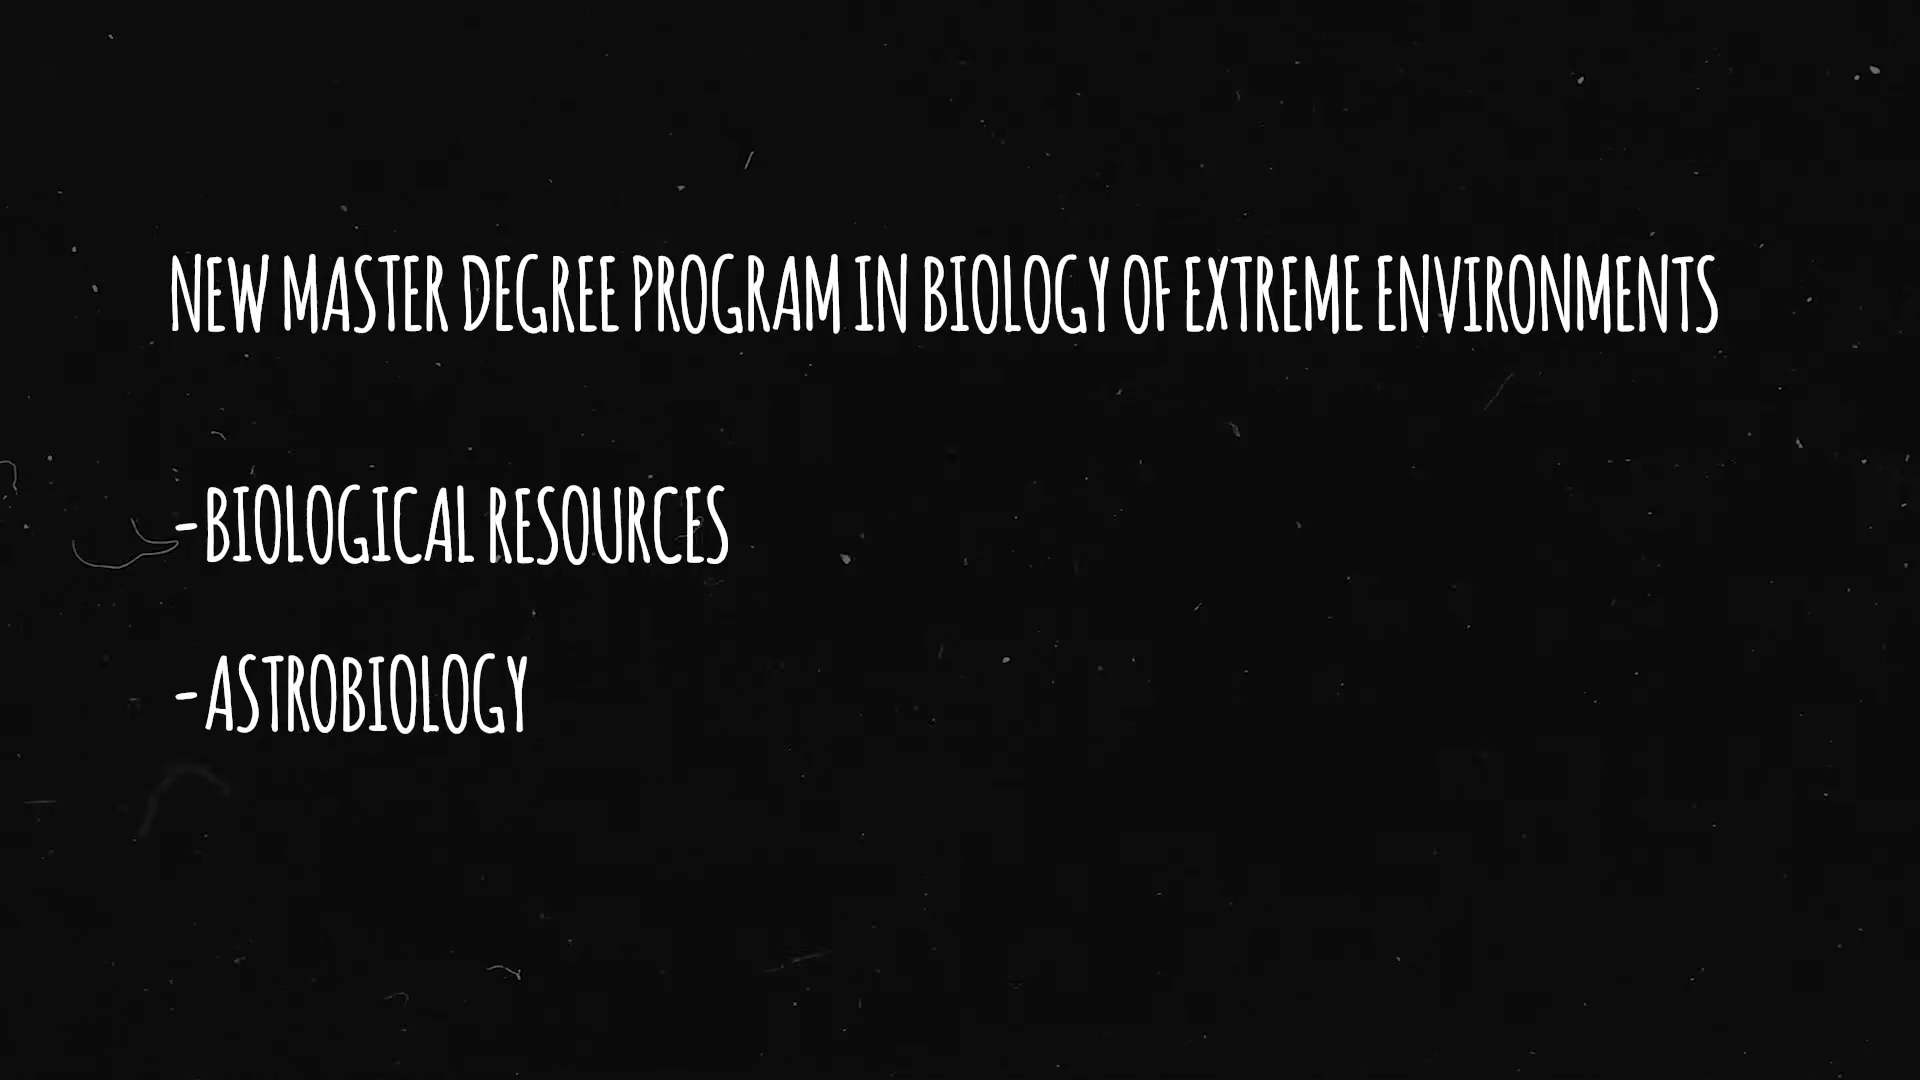 NEW MASTER DEGREE PROGRAM IN BIOLOGY OF EXTREME ENVIRONMENTS
-BIOLOGICAL RESOURCES
-ASTROBIOLOGY